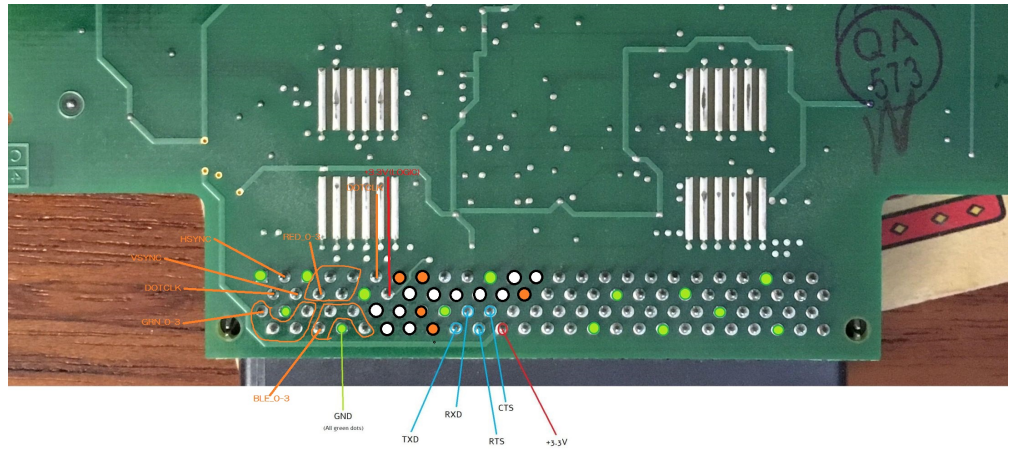 QA
573
W
C
4
HSYNC
RED_0-3
VSYNC
DOTCLK
GRN_0-3
BLE_0-3
GND
(All green dots)
TXD
RXD
CTS
RTS
+3.3V